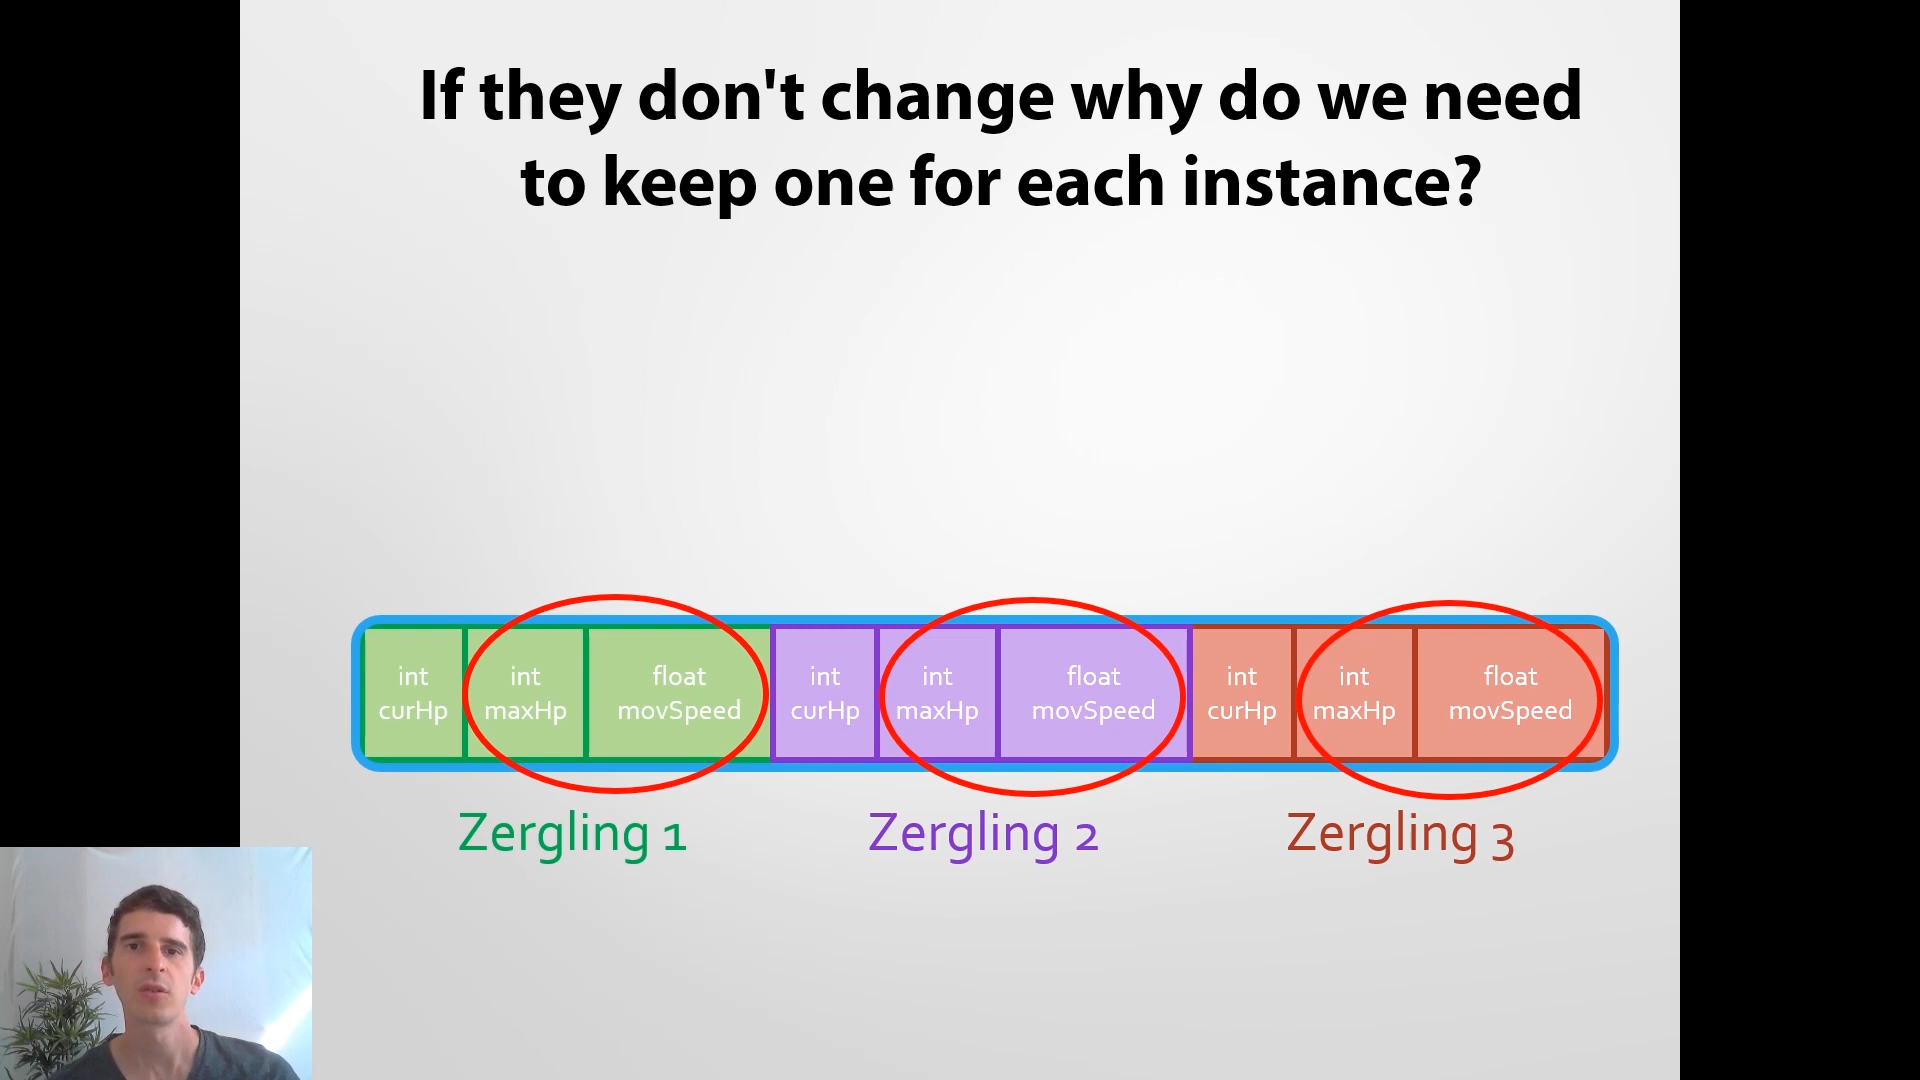 If they don't change why do we need
to keep one for each instance?
int
curHp
int
maxHp
float
movSpeed
int
curHp
int
maxHp
float
movSpeed
int
curHp
int
maxHp
float
movSpeed
Zergling 1
Zergling 2
Zergling 3